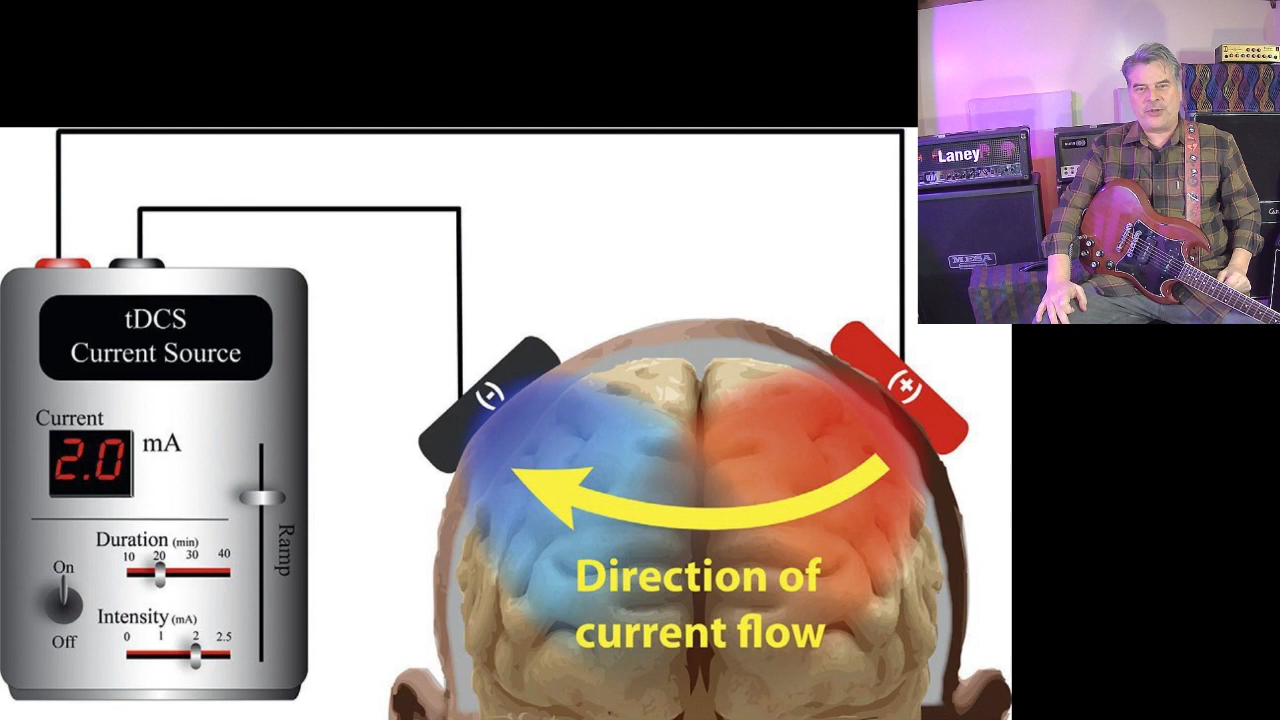 tDCS
Current Source
Current
2.0 mA
Duration (min)
10 20 30 40
On
Off
Intensity (mA)
0 1 2 2.5
Ramp
(-)
(+)
Direction of
current flow
Laney
MESA